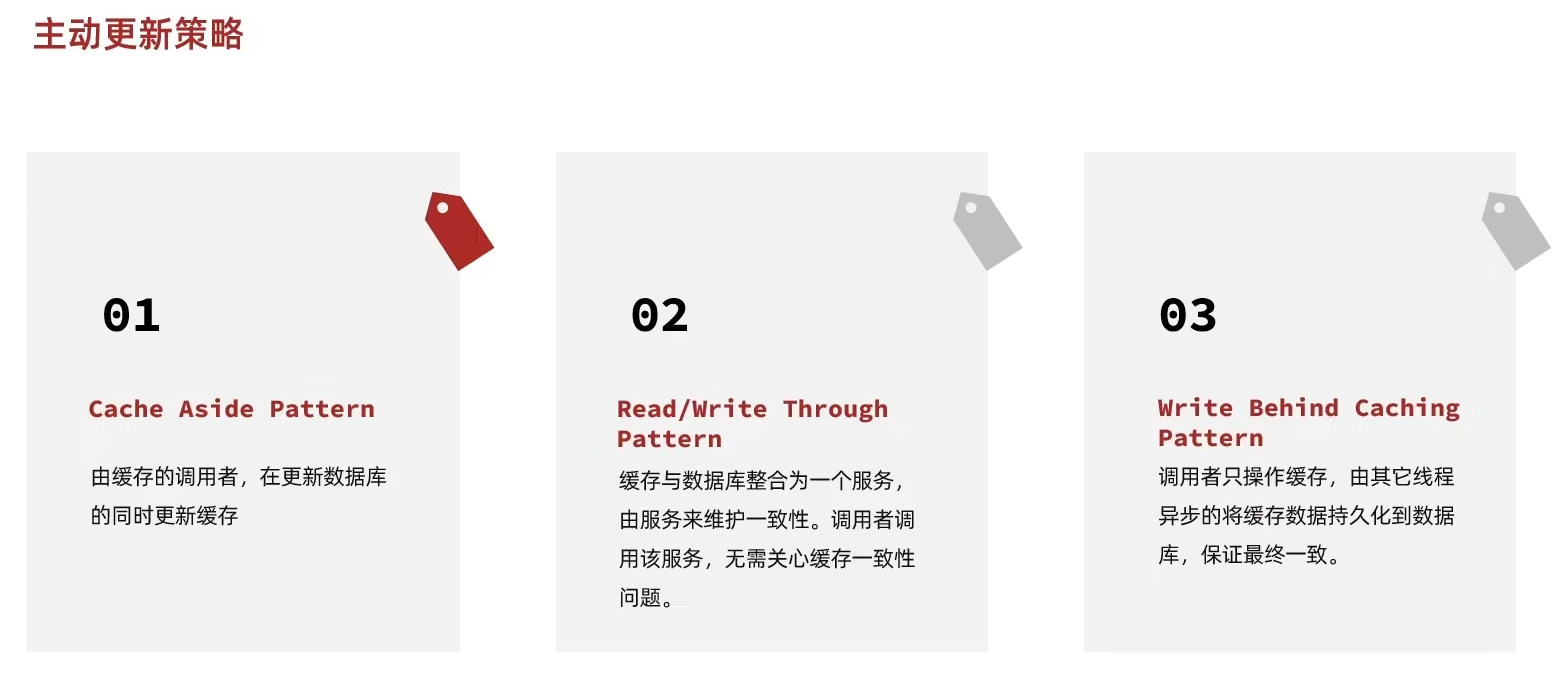 主动更新策略
01
Cache Aside Pattern
由缓存的调用者，在更新数据库
的同时更新缓存
02
Read/Write Through
Pattern
缓存与数据库整合为一个服务，
由服务来维护一致性。调用者调
用该服务，无需关心缓存一致性
问题。
03
Write Behind Caching
Pattern
调用者只操作缓存，由其它线程
异步的将缓存数据持久化到数据
库，保证最终一致。